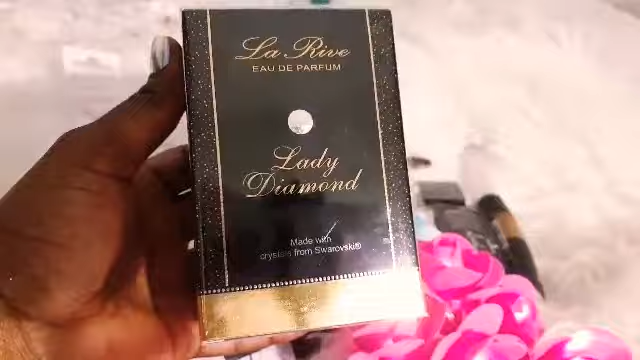 La Rive
EAU DE PARFUM
Lady
Diamond
Made with
crystals from Swarovski®